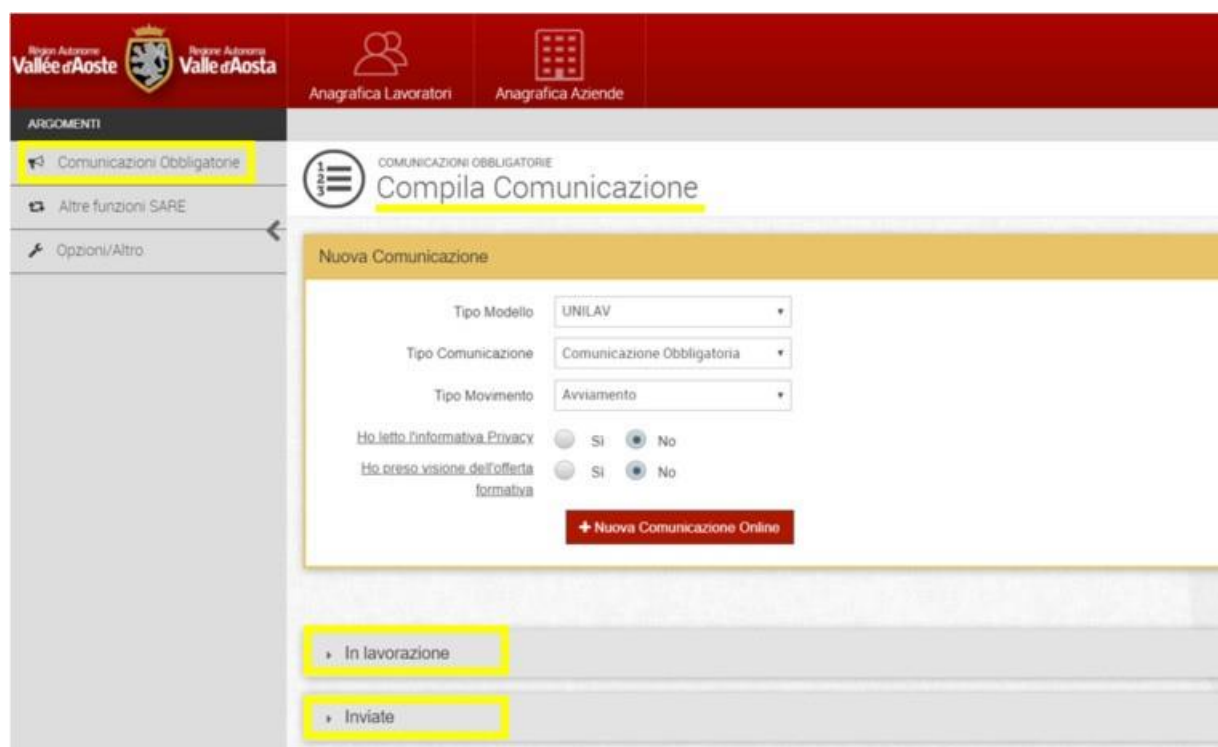 Région Autonome
Vallée d'Aoste
Regione Autonoma
Valle d'Aosta
Anagrafica Lavoratori
Anagrafica Aziende
ARGOMENTI
Comunicazioni Obbligatorie
Altre funzioni SARE
Opzioni/Altro
COMUNICAZIONI OBBLIGATORIE
Compila Comunicazione
Nuova Comunicazione
Tipo Modello UNILAV
Tipo Comunicazione Comunicazione Obbligatoria
Tipo Movimento Avviamento
Ho letto l'informativa Privacy Sì No
Ho preso visione dell'offerta Sì No
formativa
+ Nuova Comunicazione Online
In lavorazione
Inviate